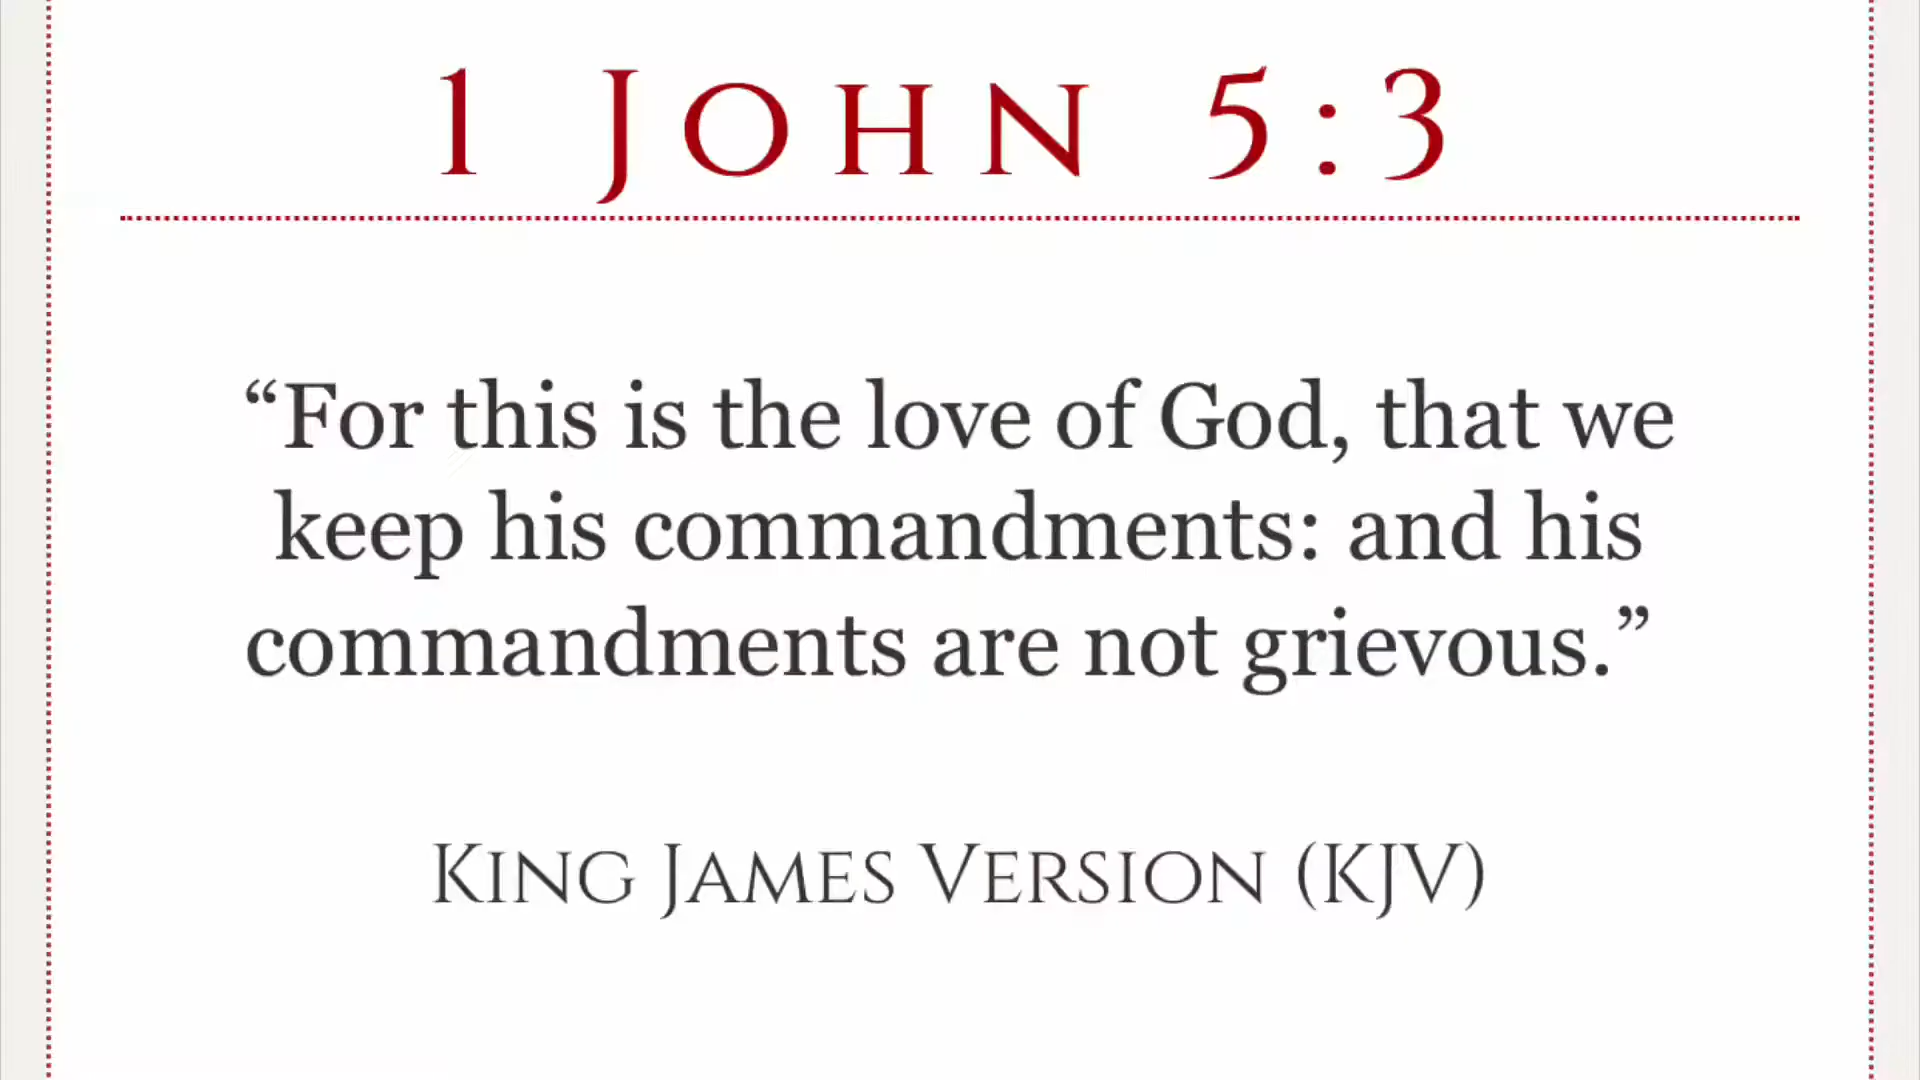 1 John 5:3
“For this is the love of God, that we
keep his commandments: and his
commandments are not grievous.”
King James Version (KJV)